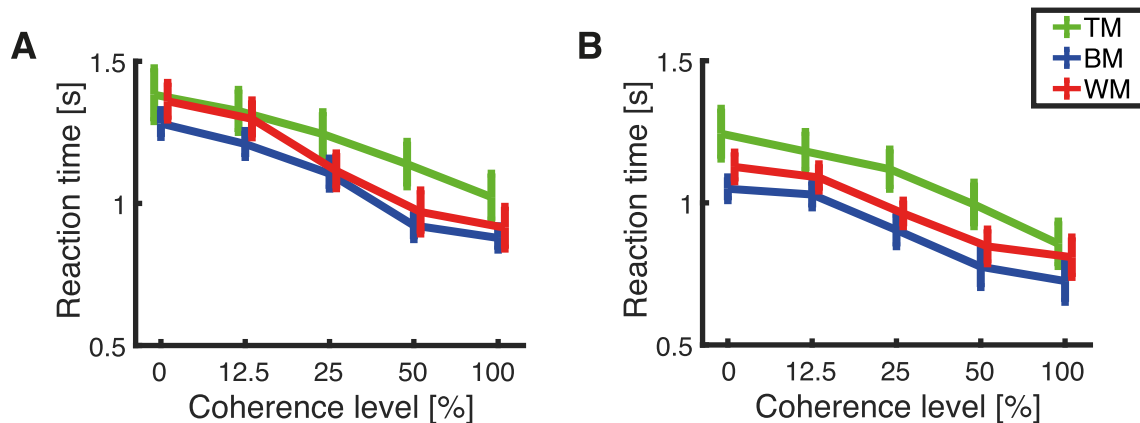 A
Reaction time [s]
1.5
1
0.5
0 12.5 25 50 100
Coherence level [%]
B
Reaction time [s]
1.5
1
0.5
0 12.5 25 50 100
Coherence level [%]
TM
BM
WM